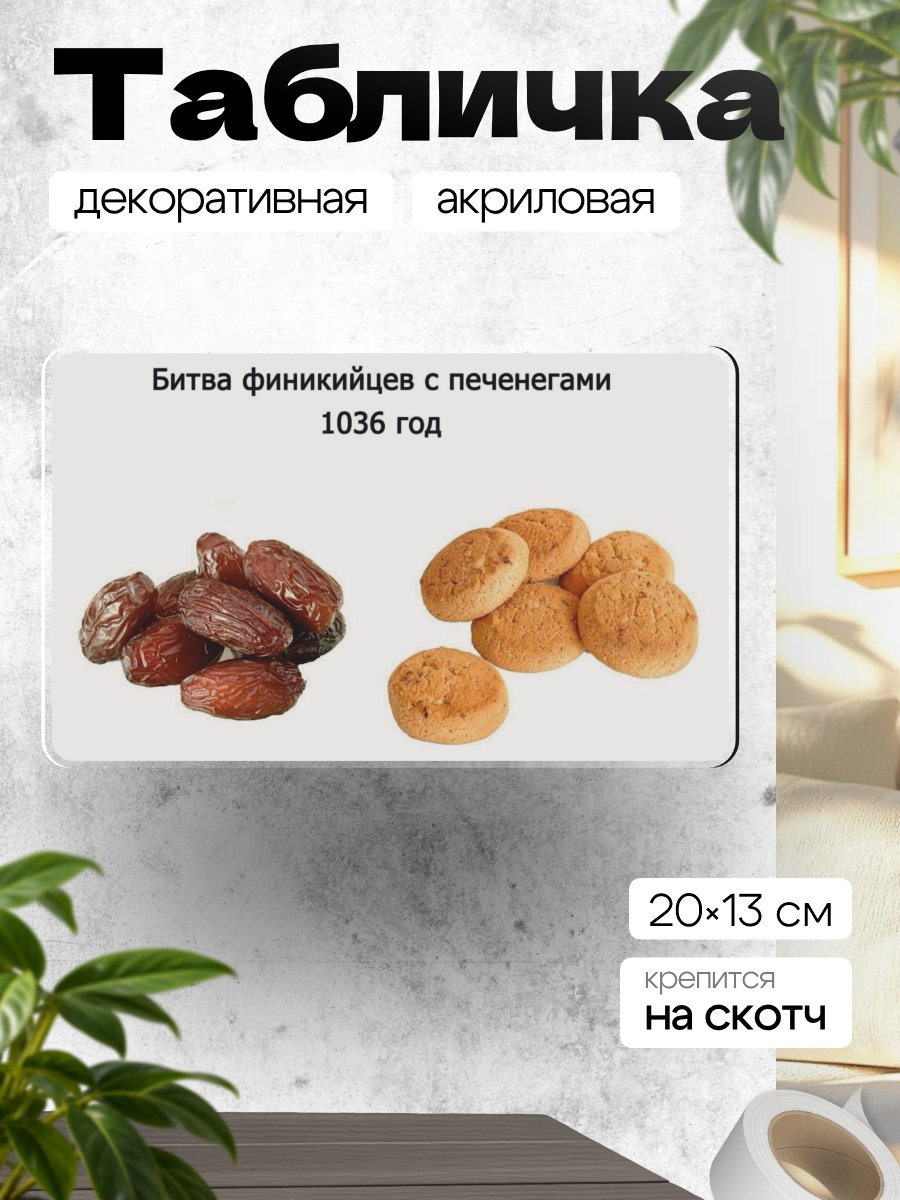 Табличка
декоративная акриловая
Битва финикийцев с печенегами
1036 год
20×13 см
крепится
на скотч